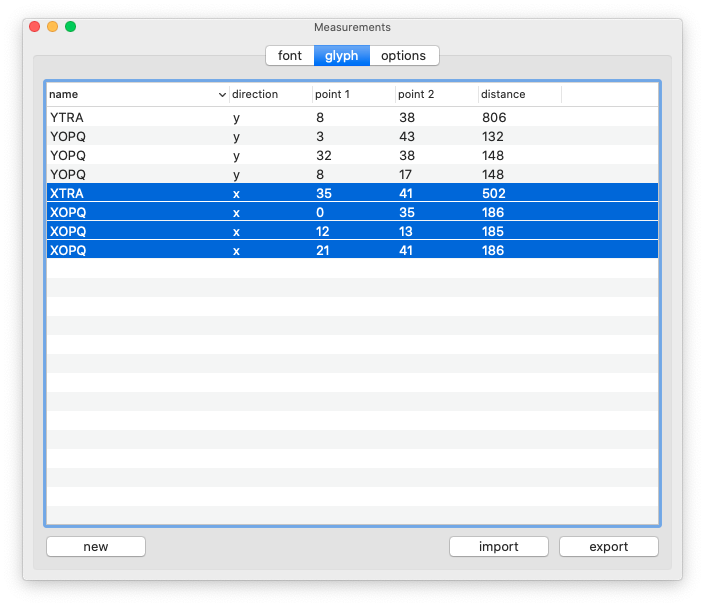 Measurements
font glyph options
name direction point 1 point 2 distance
YTRA y 8 38 806
YOPQ y 3 43 132
YOPQ y 32 38 148
YOPQ y 8 17 148
XTRA x 35 41 502
XOPQ x 0 35 186
XOPQ x 12 13 185
XOPQ x 21 41 186
new import export